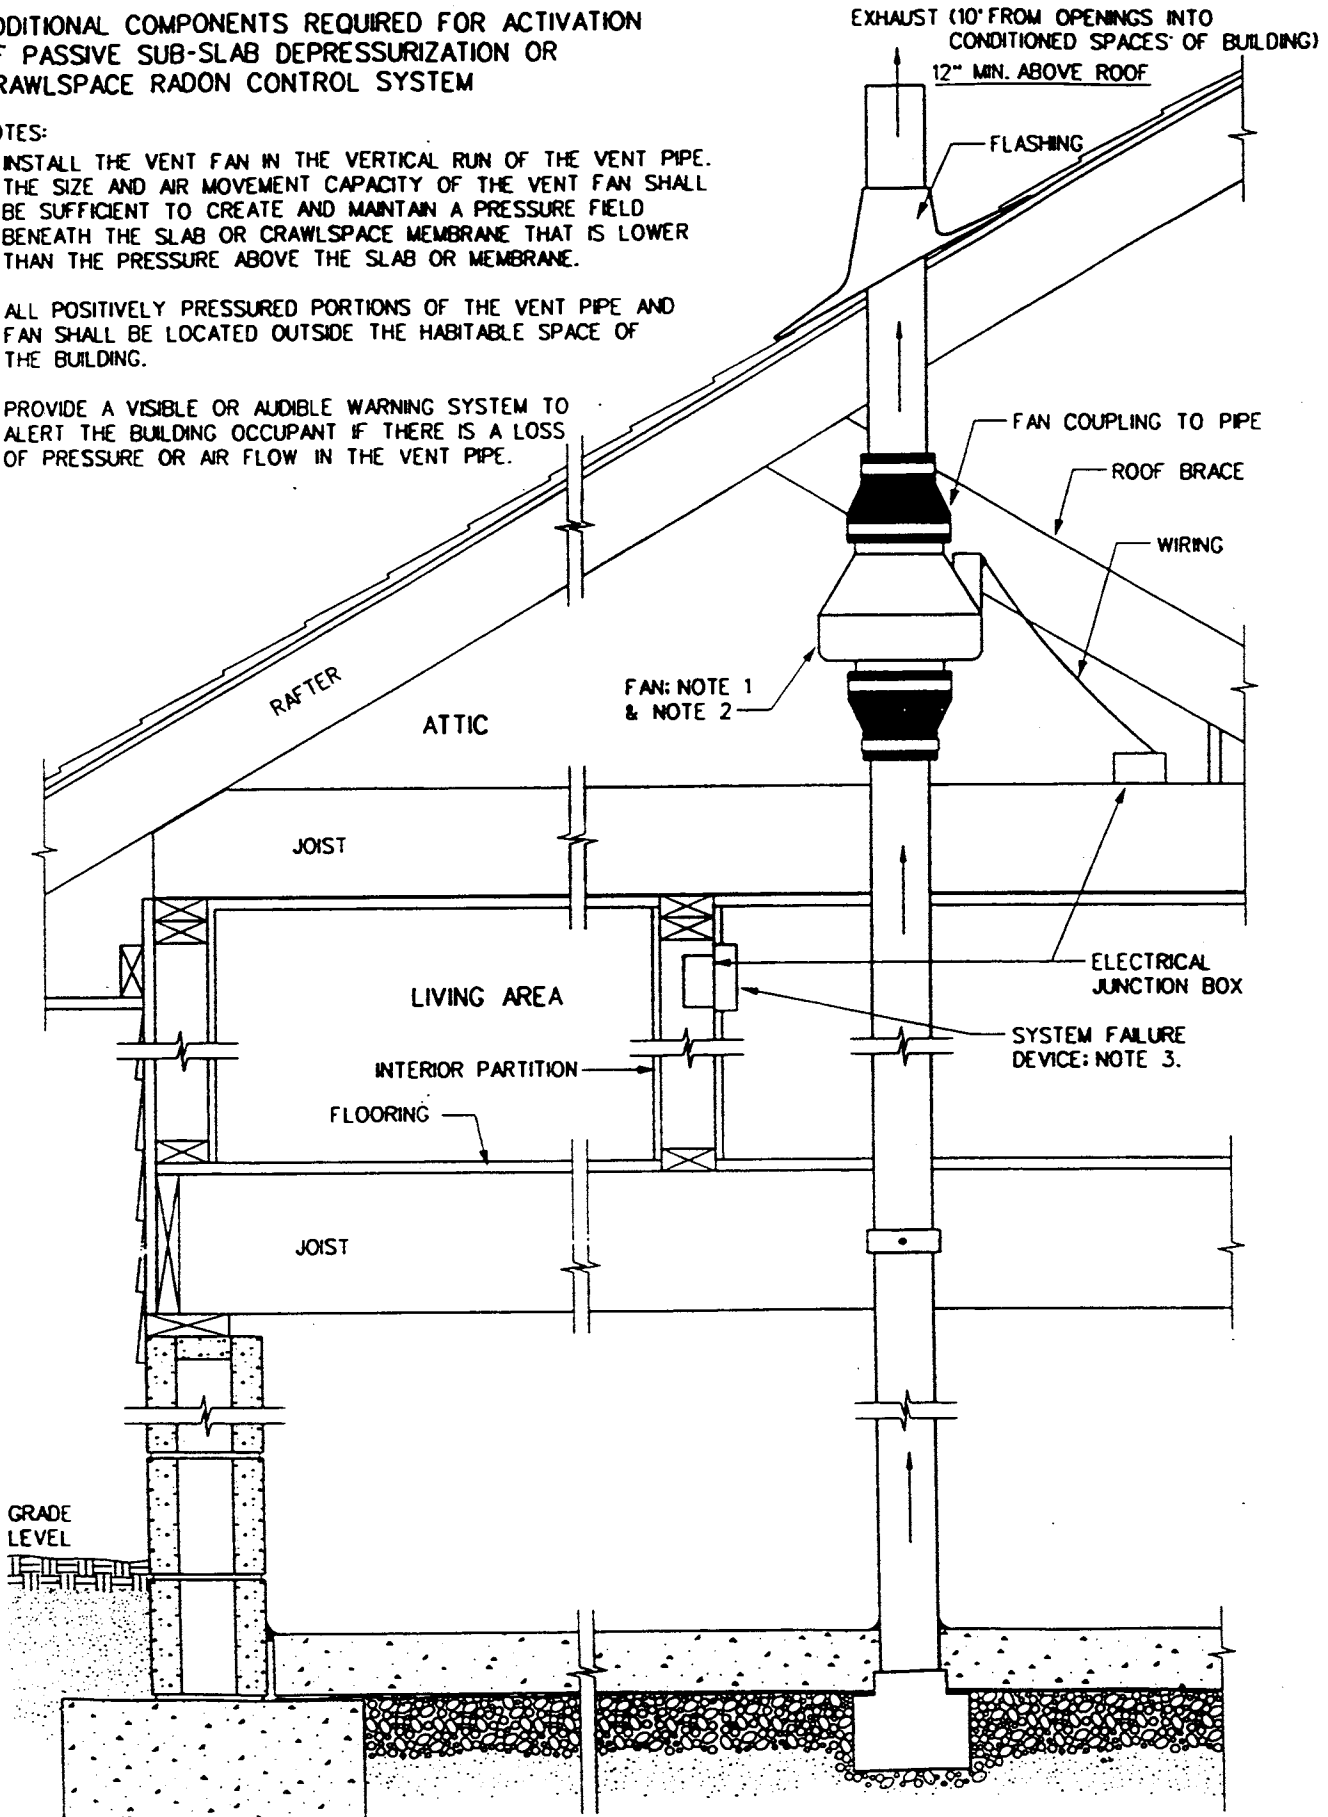 DDITIONAL COMPONENTS REQUIRED FOR ACTIVATION
F PASSIVE SUB-SLAB DEPRESSURIZATION OR
RAWLSPACE RADON CONTROL SYSTEM
OTES:
INSTALL THE VENT FAN IN THE VERTICAL RUN OF THE VENT PIPE.
THE SIZE AND AIR MOVEMENT CAPACITY OF THE VENT FAN SHALL
BE SUFFICIENT TO CREATE AND MAINTAIN A PRESSURE FIELD
BENEATH THE SLAB OR CRAWLSPACE MEMBRANE THAT IS LOWER
THAN THE PRESSURE ABOVE THE SLAB OR MEMBRANE.
ALL POSITIVELY PRESSURED PORTIONS OF THE VENT PIPE AND
FAN SHALL BE LOCATED OUTSIDE THE HABITABLE SPACE OF
THE BUILDING.
PROVIDE A VISIBLE OR AUDIBLE WARNING SYSTEM TO
ALERT THE BUILDING OCCUPANT IF THERE IS A LOSS
OF PRESSURE OR AIR FLOW IN THE VENT PIPE.
EXHAUST (10' FROM OPENINGS INTO
CONDITIONED SPACES OF BUILDING)
12" MIN. ABOVE ROOF
FLASHING
FAN COUPLING TO PIPE
ROOF BRACE
WIRING
RAFTER
FAN: NOTE 1
& NOTE 2
ATTIC
JOIST
LIVING AREA
ELECTRICAL
JUNCTION BOX
SYSTEM FAILURE
DEVICE: NOTE 3.
INTERIOR PARTITION
FLOORING
JOIST
GRADE
LEVEL